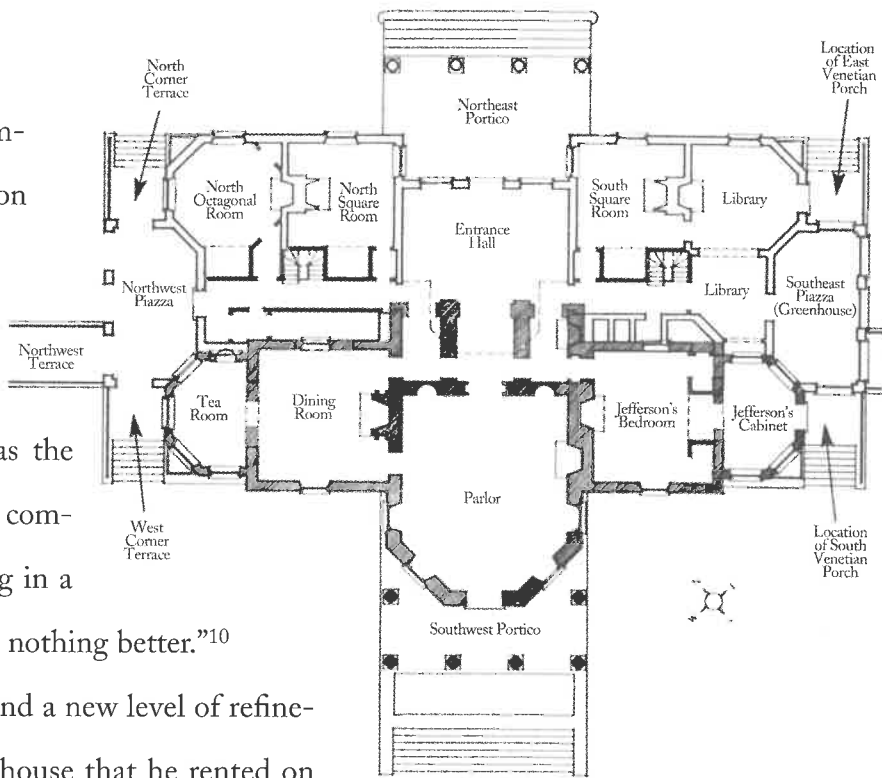 North
Corner
Terrace
Location
of East
Venetian
Porch
Northeast
Portico
North
Octagonal
Room
North
Square
Room
Entrance
Hall
South
Square
Room
Library
Library
Northwest
Piazza
Southeast
Piazza
(Greenhouse)
Northwest
Terrace
Tea
Room
Dining
Room
Jefferson's
Bedroom
Jefferson's
Cabinet
Parlor
West
Corner
Terrace
Location
of South
Venetian
Porch
Southwest Portico
m-
on
as the
com-
g in a
nothing better.”10
nd a new level of refine-
house that he rented on